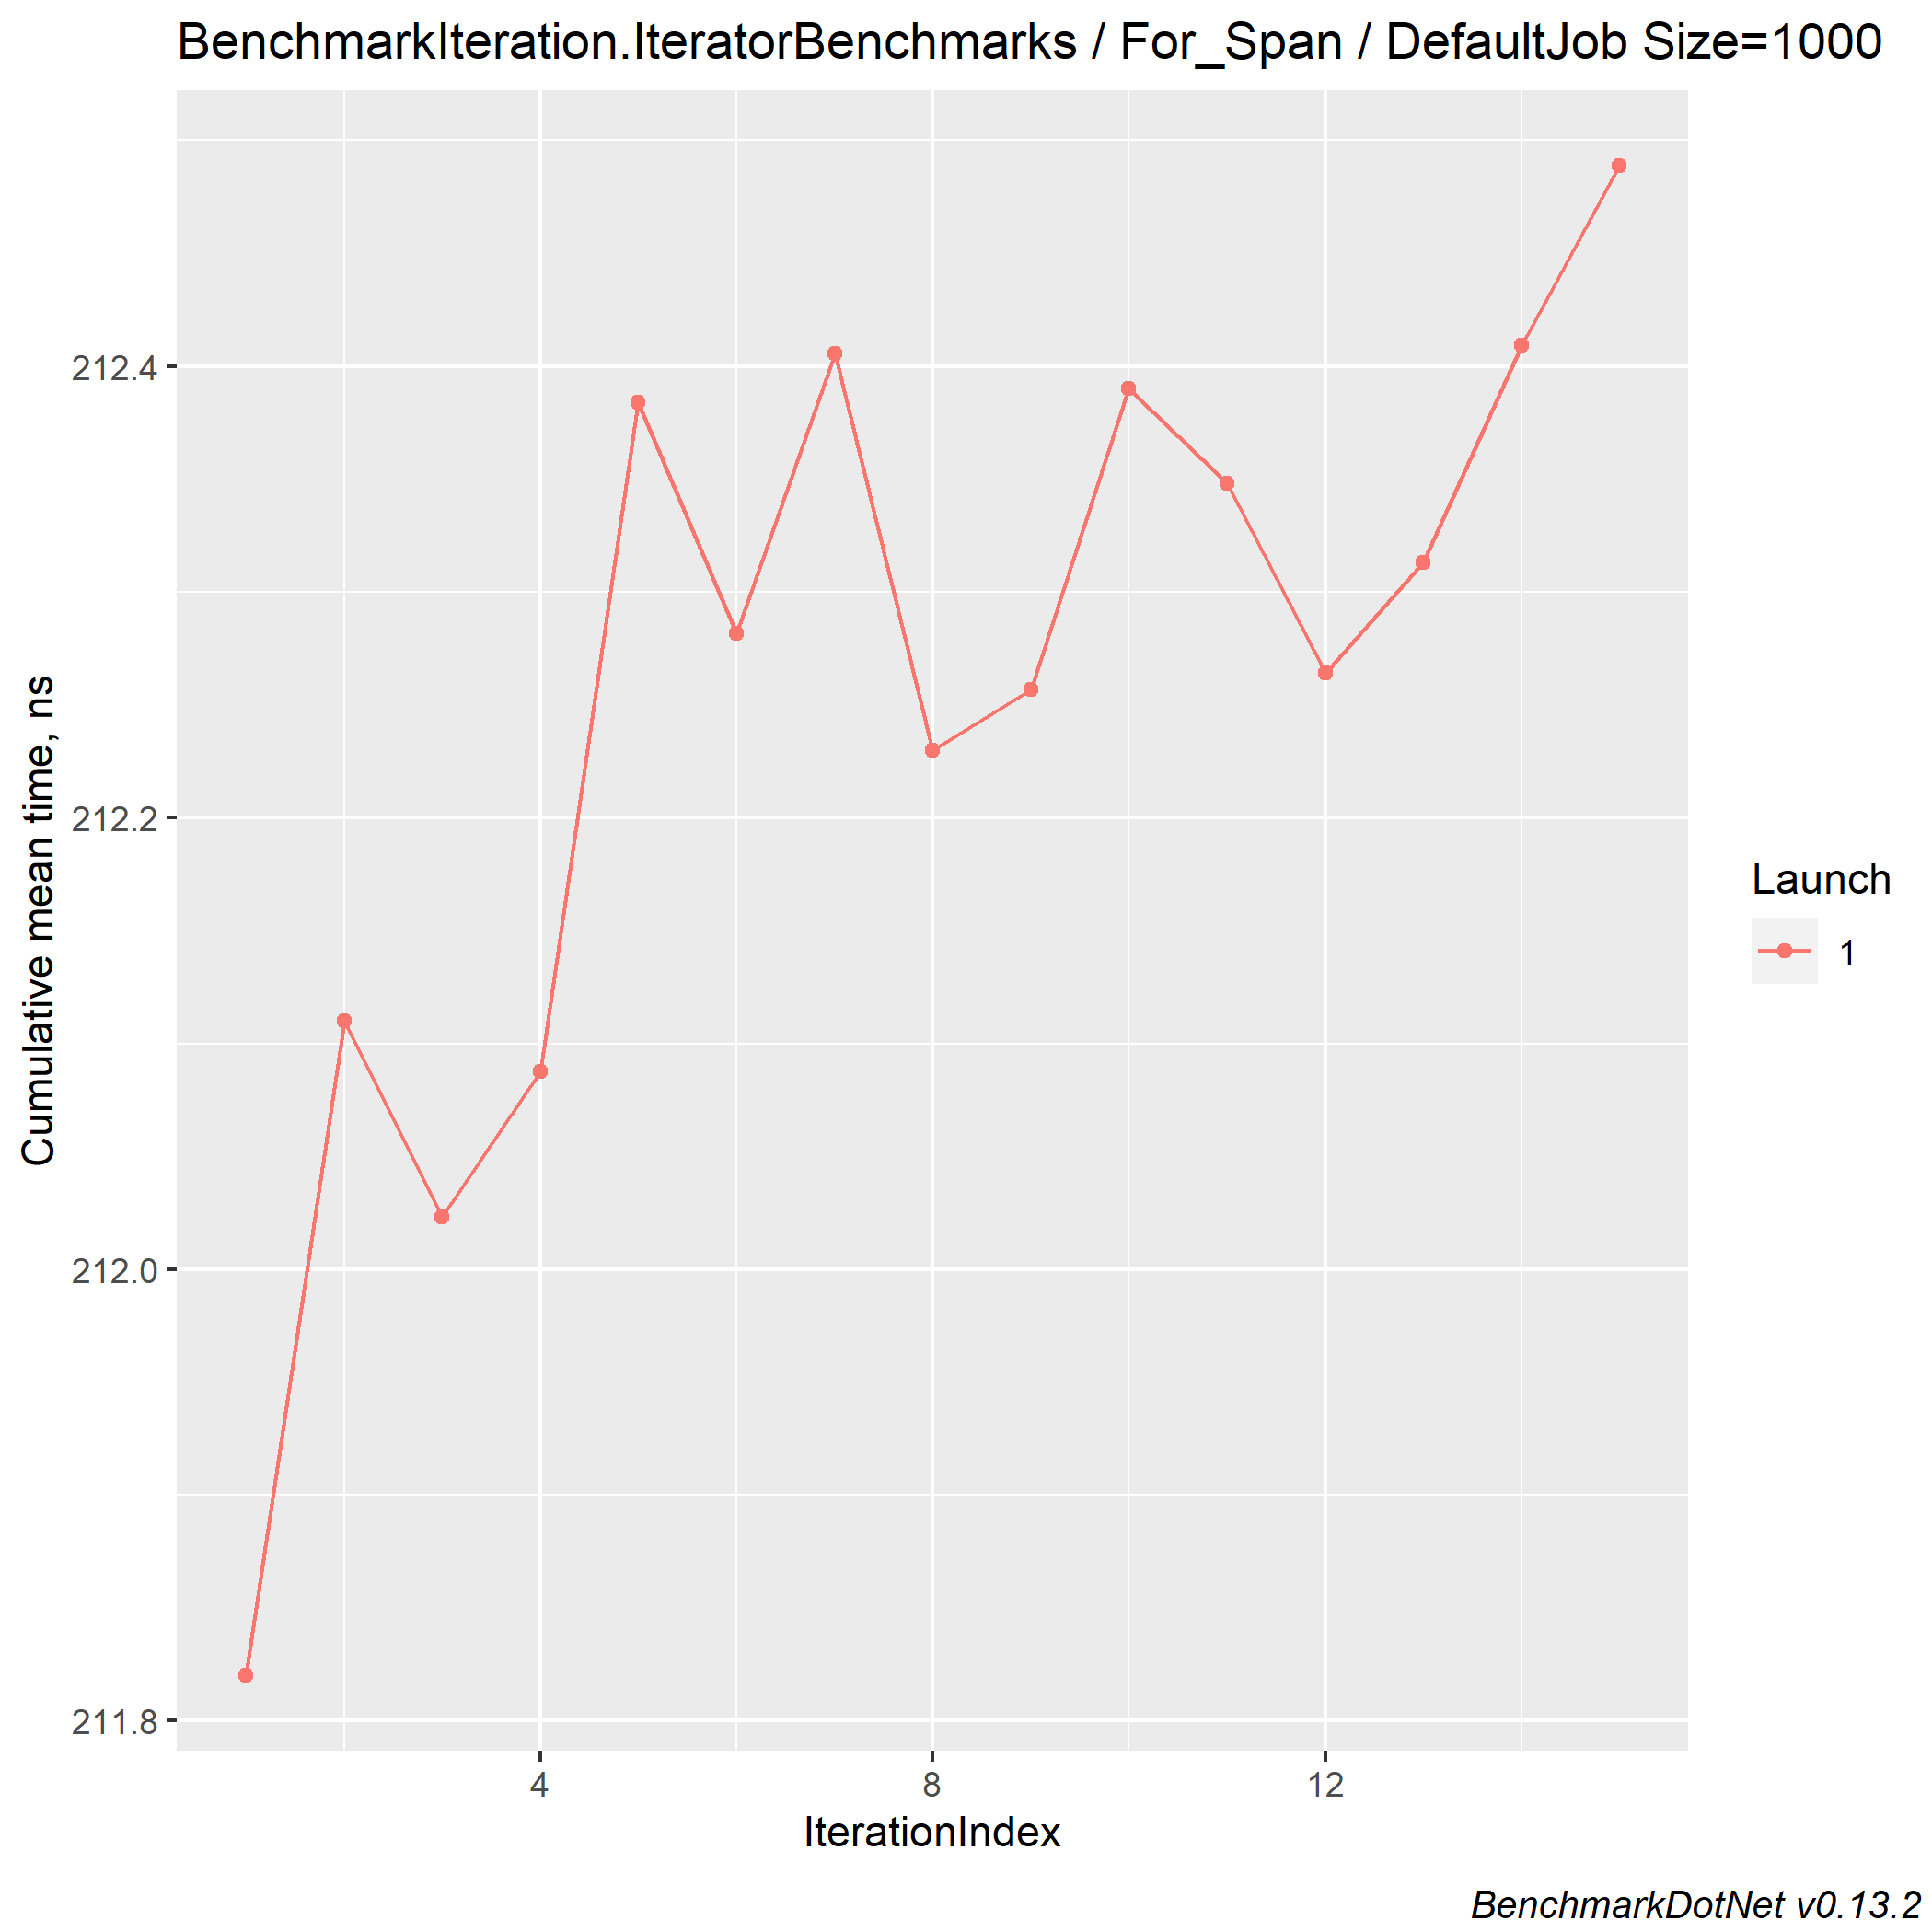 BenchmarkIteration.IteratorBenchmarks / For_Span / DefaultJob Size=1000
Cumulative mean time, ns
212.4
212.2
212.0
211.8
4
8
12
IterationIndex
Launch
1
BenchmarkDotNet v0.13.2